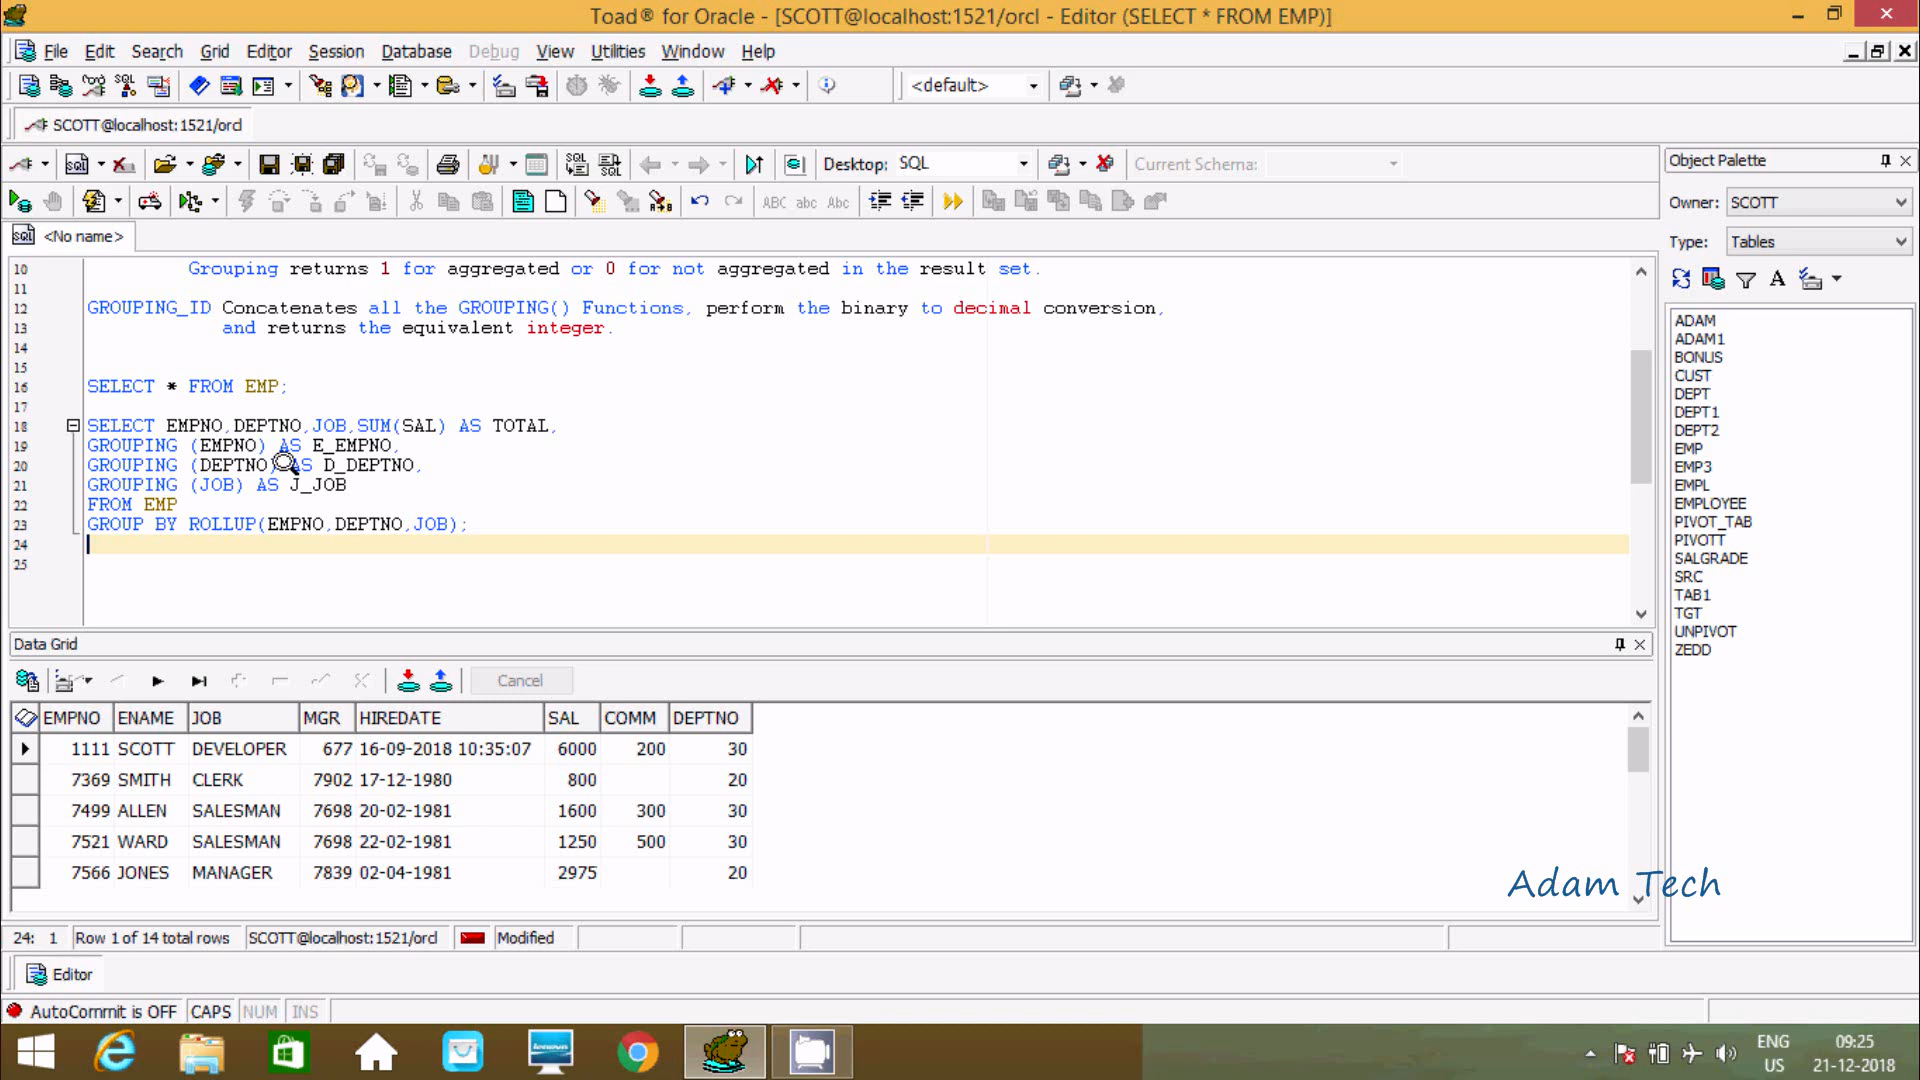 Toad® for Oracle - [SCOTT@localhost:1521/orcl - Editor (SELECT * FROM EMP)]
File Edit Search Grid Editor Session Database Debug View Utilities Window Help
<default>
SCOTT@localhost:1521/orcl
Desktop: SQL Current Schema:
<No name>
10 Grouping returns 1 for aggregated or 0 for not aggregated in the result set.
11
12 GROUPING_ID Concatenates all the GROUPING() Functions, perform the binary to decimal conversion,
13 and returns the equivalent integer.
14
15
16 SELECT * FROM EMP;
17
18 SELECT EMPNO,DEPTNO,JOB,SUM(SAL) AS TOTAL,
19 GROUPING (EMPNO) AS E_EMPNO,
20 GROUPING (DEPTNO) AS D_DEPTNO,
21 GROUPING (JOB) AS J_JOB
22 FROM EMP
23 GROUP BY ROLLUP(EMPNO,DEPTNO,JOB);
24
25
Object Palette
Owner: SCOTT
Type: Tables
ADAM
ADAM1
BONUS
CUST
DEPT
DEPT1
DEPT2
EMP
EMP3
EMPL
EMPLOYEE
PIVOT_TAB
PIVOTT
SALGRADE
SRC
TAB1
TGT
UNPIVOT
ZEDD
Data Grid
Cancel
EMPNO ENAME JOB MGR HIREDATE SAL COMM DEPTNO
1111 SCOTT DEVELOPER 677 16-09-2018 10:35:07 6000 200 30
7369 SMITH CLERK 7902 17-12-1980 800 20
7499 ALLEN SALESMAN 7698 20-02-1981 1600 300 30
7521 WARD SALESMAN 7698 22-02-1981 1250 500 30
7566 JONES MANAGER 7839 02-04-1981 2975 20
Adam Tech
24: 1 Row 1 of 14 total rows SCOTT@localhost:1521/orcl Modified
Editor
AutoCommit is OFF CAPS NUM INS
ENG 09:25
US 21-12-2018